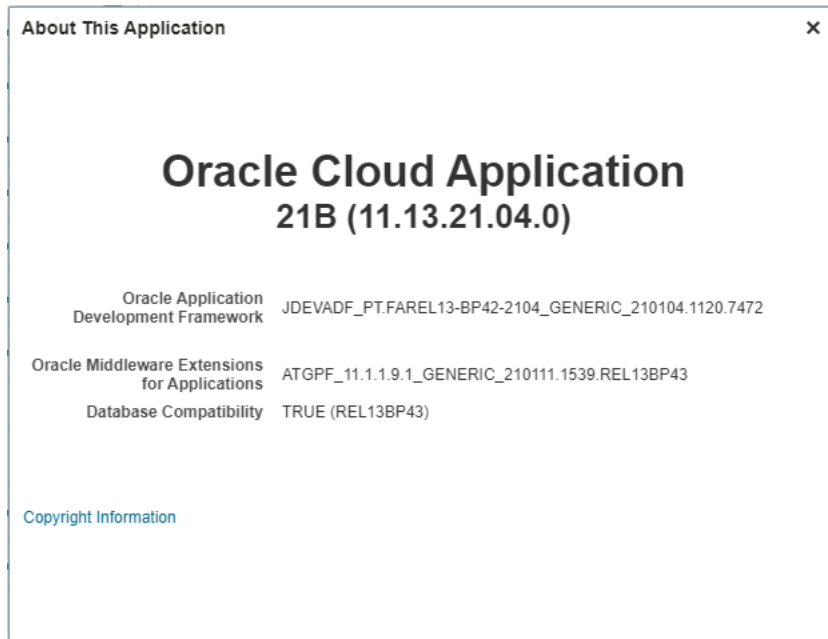 About This Application
×
Oracle Cloud Application
21B (11.13.21.04.0)
Oracle Application
Development Framework JDEVADF_PT.FAREL13-BP42-2104_GENERIC_210104.1120.7472
Oracle Middleware Extensions
for Applications ATGPF_11.1.1.9.1_GENERIC_210111.1539.REL13BP43
Database Compatibility TRUE (REL13BP43)
Copyright Information